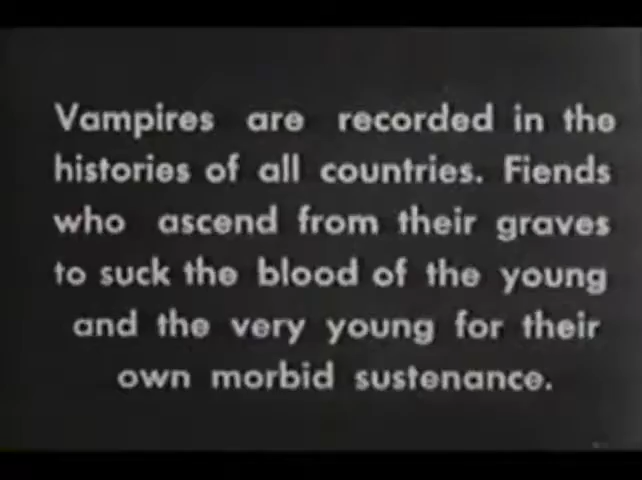 Vampires are recorded in the
histories of all countries. Fiends
who ascend from their graves
to suck the blood of the young
and the very young for their
own morbid sustenance.